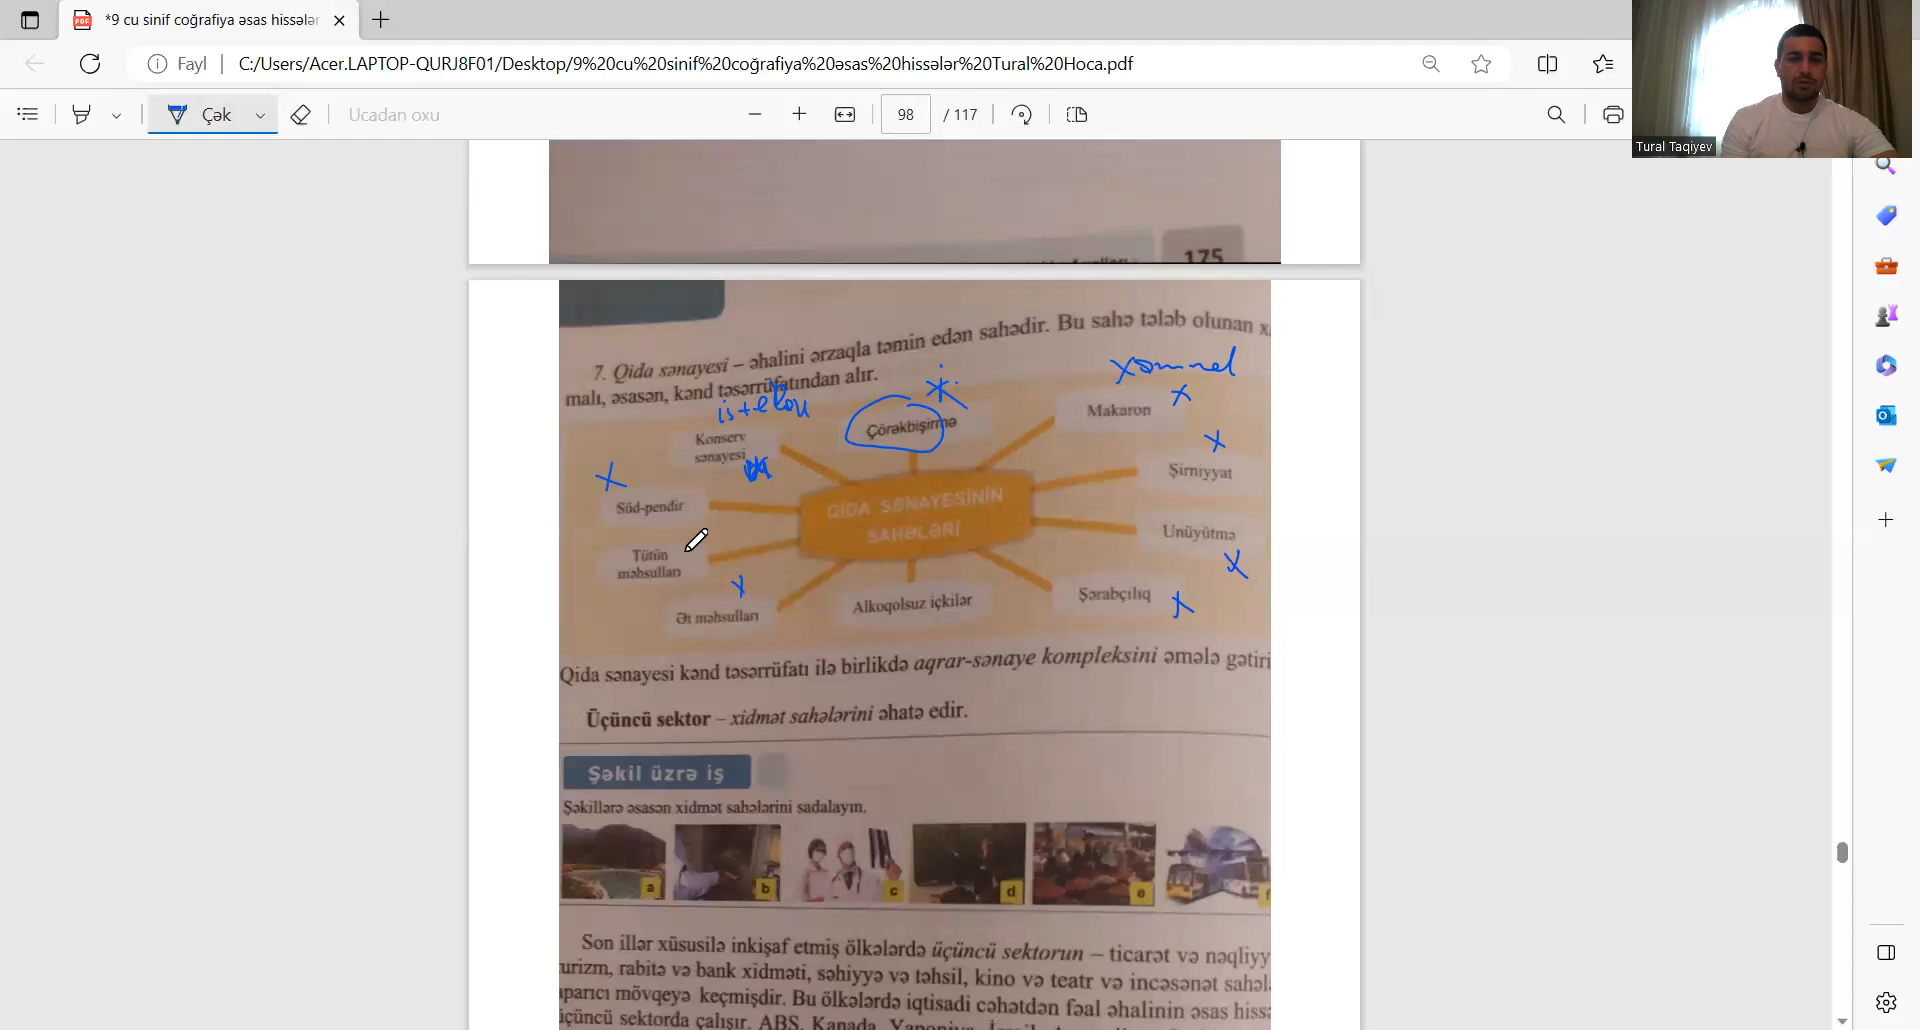 *9 cu sinif coğrafiya əsas hissələr
Fayl
C:/Users/Acer.LAPTOP-QURJ8F01/Desktop/9%20cu%20sinif%20coğrafiya%20əsas%20hissələr%20Tural%20Hoca.pdf
Çək
Ucadan oxu
98 / 117
Tural Taqiyev
175
7. Qida sənayesi – əhalini ərzaqla təmin edən sahədir. Bu sahə tələb olunan x
malı, əsasən, kənd təsərrüfatından alır.
Konserv
sənayesi
Çörəkbişirmə
Makaron
Şirniyyat
Süd-pendir
QİDA SƏNAYESİNİN
SAHƏLƏRİ
Unüyütmə
Tütün
məhsulları
Ət məhsulları
Alkoqolsuz içkilər
Şərabçılıq
Qida sənayesi kənd təsərrüfatı ilə birlikdə aqrar-sənaye kompleksini əmələ gətiri
Üçüncü sektor – xidmət sahələrini əhatə edir.
Şəkil üzrə iş
Şəkillərə əsasən xidmət sahələrini sadalayın.
a
b
c
d
e
f
Son illər xüsusilə inkişaf etmiş ölkələrdə üçüncü sektorun – ticarət və nəqliyy
turizm, rabitə və bank xidməti, səhiyyə və təhsil, kino və teatr və incəsənət sahəl
aparıcı mövqeyə keçmişdir. Bu ölkələrdə iqtisadi cəhətdən fəal əhalinin əsas hiss
üçüncü sektorda çalışır. ABŞ, Kanada, Yaponiya,